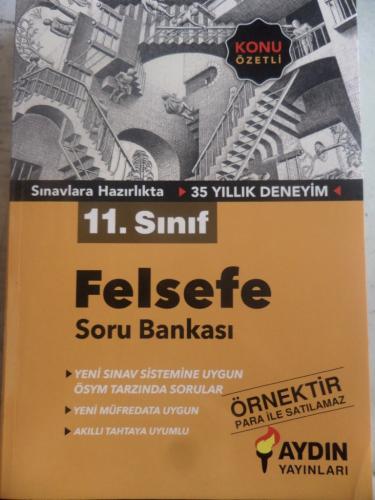 KONU
ÖZETLİ
Sınavlara Hazırlıkta ▸ 35 YILLIK DENEYİM ◂
11. Sınıf
Felsefe
Soru Bankası
▸ YENİ SINAV SİSTEMİNE UYGUN
ÖSYM TARZINDA SORULAR
▸ YENİ MÜFREDATA UYGUN
▸ AKILLI TAHTAYA UYUMLU
ÖRNEKTİR
PARA İLE SATILAMAZ
AYDIN
YAYINLARI